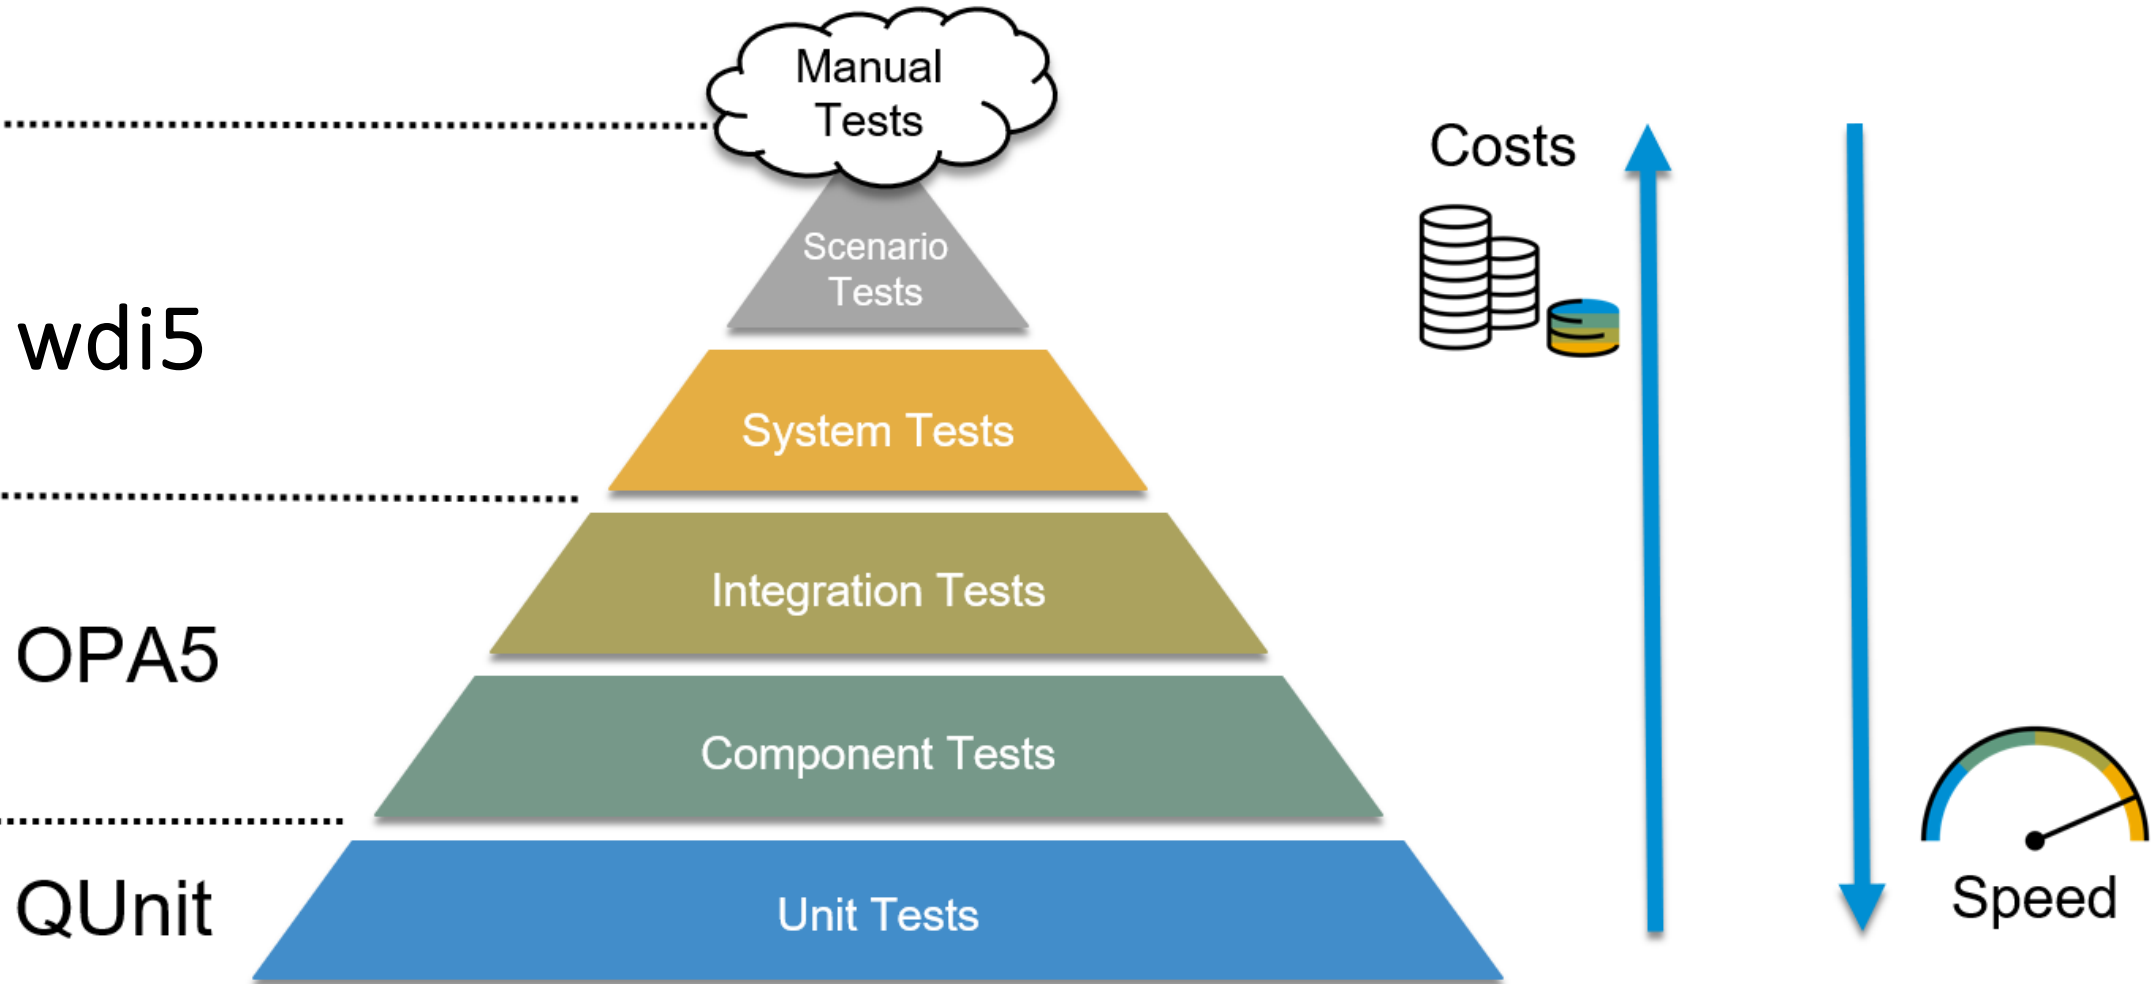 Manual
Tests
Costs
Scenario
Tests
wdi5
System Tests
Integration Tests
OPA5
Component Tests
Speed
QUnit
Unit Tests